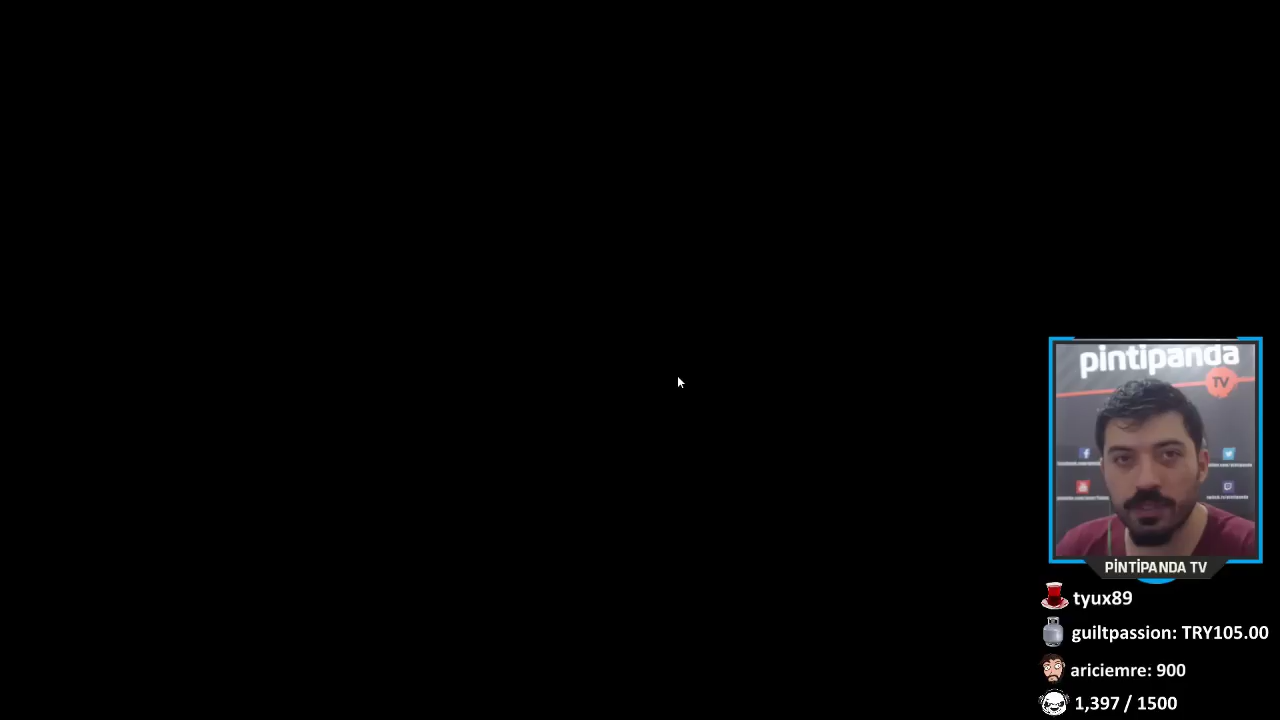 pintipanda
TV
PİNTİPANDA TV
tyux89
guiltpassion: TRY105.00
ariciemre: 900
1,397 / 1500